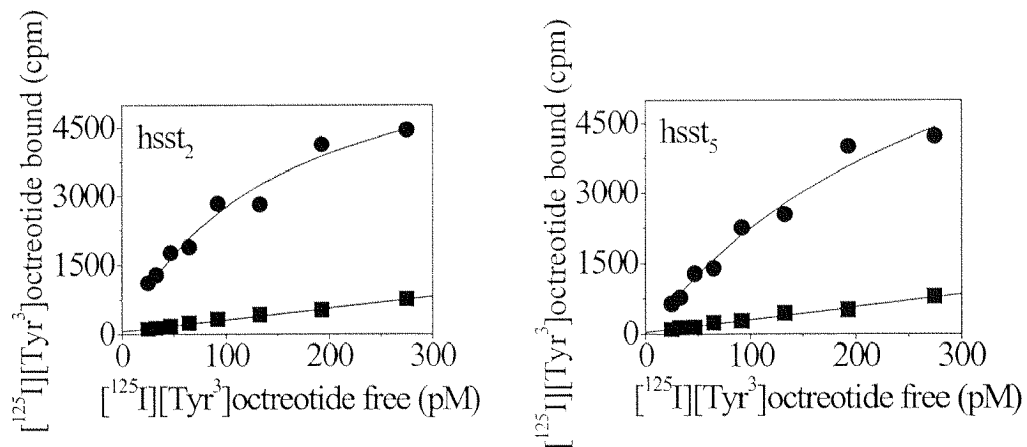 [¹²⁵I][Tyr³]octreotide bound (cpm)
4500
3000
1500
0
hsst₂
0 100 200 300
[¹²⁵I][Tyr³]octreotide free (pM)
[¹²⁵I][Tyr³]octreotide bound (cpm)
4500
3000
1500
0
hsst₅
0 100 200 300
[¹²⁵I][Tyr³]octreotide free (pM)